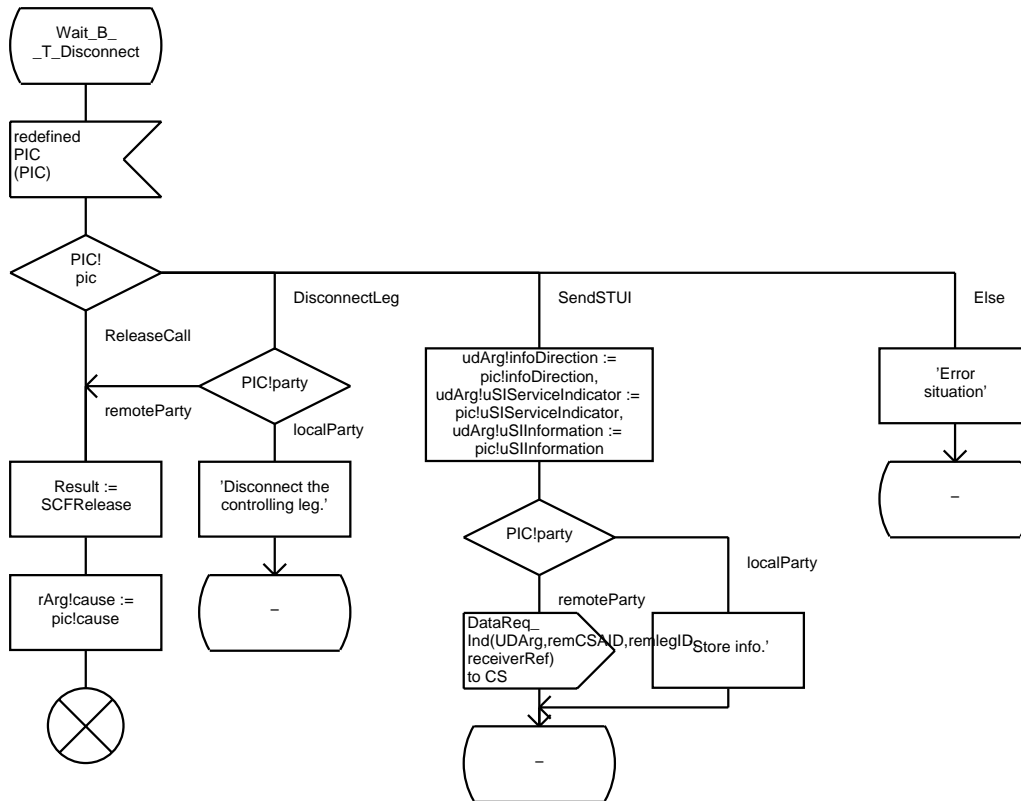 Wait_B_
_T_Disconnect
redefined
PIC
(PIC)
PIC!
pic
DisconnectLeg
SendSTUI
Else
ReleaseCall
PIC!party
remoteParty
localParty
udArg!infoDirection :=
pic!infoDirection,
udArg!uSIServiceIndicator :=
pic!uSIServiceIndicator,
udArg!uSIInformation :=
pic!uSIInformation
'Error
situation'
–
Result :=
SCFRelease
'Disconnect the
controlling leg.'
–
rArg!cause :=
pic!cause
PIC!party
localParty
remoteParty
DataReq_
Ind(UDArg,remCSAID,remlegID,
receiverRef)
to CS
'Store info.'
–